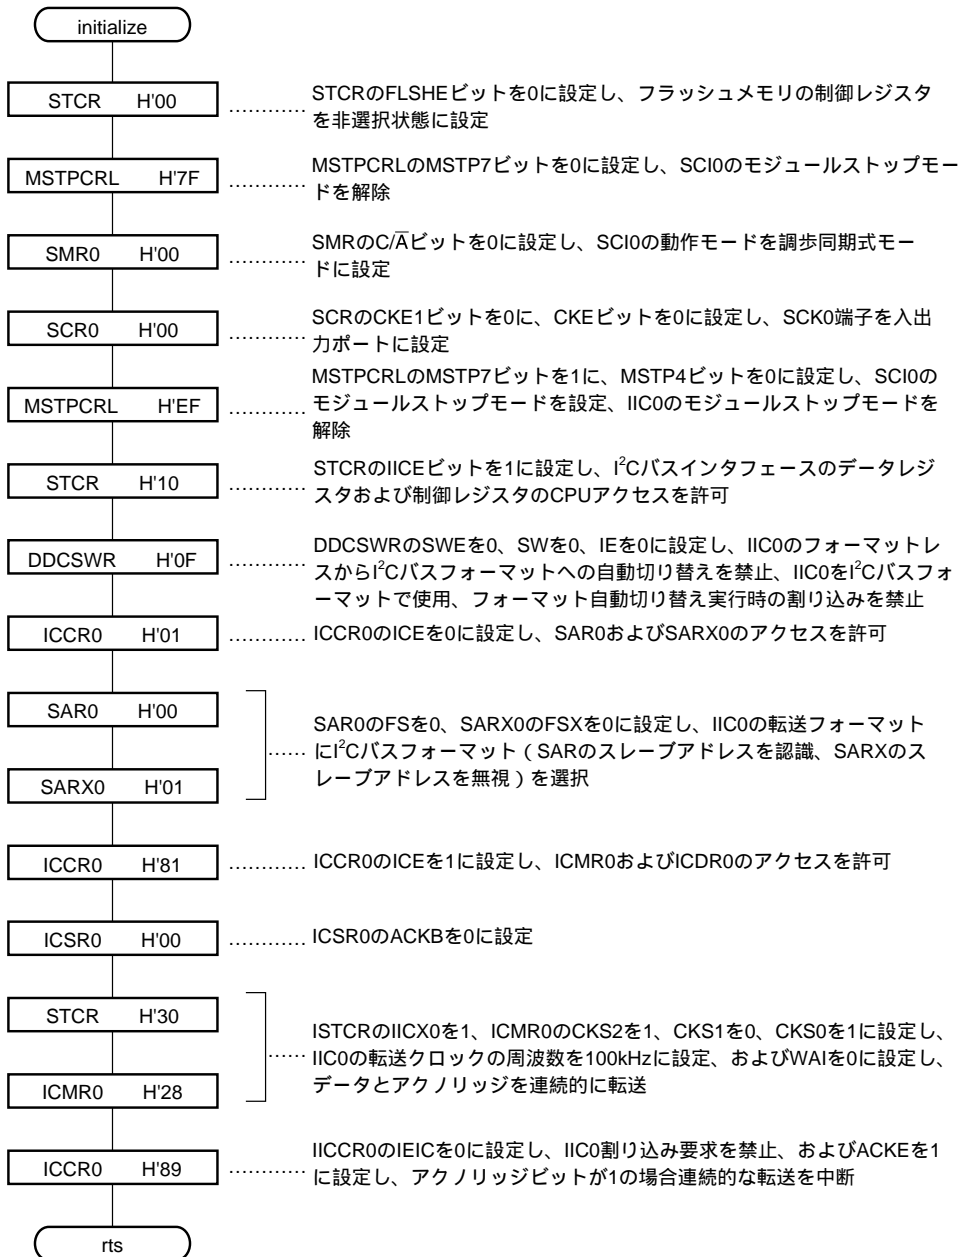 initialize
STCR H'00
............ STCRのFLSHEビットを0に設定し、フラッシュメモリの制御レジスタ
を非選択状態に設定
MSTPCRL H'7F
............ MSTPCRLのMSTP7ビットを0に設定し、SCI0のモジュールストップモー
ドを解除
SMR0 H'00
............ SMRのC/A̅ビットを0に設定し、SCI0の動作モードを調歩同期式モー
ドに設定
SCR0 H'00
............ SCRのCKE1ビットを0に、CKEビットを0に設定し、SCK0端子を入出
力ポートに設定
MSTPCRL H'EF
............ MSTPCRLのMSTP7ビットを1に、MSTP4ビットを0に設定し、SCI0の
モジュールストップモードを設定、IIC0のモジュールストップモードを
解除
STCR H'10
............ STCRのIICEビットを1に設定し、I²Cバスインタフェースのデータレジ
スタおよび制御レジスタのCPUアクセスを許可
DDCSWR H'0F
............ DDCSWRのSWEを0、SWを0、IEを0に設定し、IIC0のフォーマットレ
スからI²Cバスフォーマットへの自動切り替えを禁止、IIC0をI²Cバスフォ
ーマットで使用、フォーマット自動切り替え実行時の割り込みを禁止
ICCR0 H'01
............ ICCR0のICEを0に設定し、SAR0およびSARX0のアクセスを許可
SAR0 H'00
SARX0 H'01
...... SAR0のFSを0、SARX0のFSXを0に設定し、IIC0の転送フォーマット
にI²Cバスフォーマット（SARのスレーブアドレスを認識、SARXのス
レーブアドレスを無視）を選択
ICCR0 H'81
............ ICCR0のICEを1に設定し、ICMR0およびICDR0のアクセスを許可
ICSR0 H'00
............ ICSR0のACKBを0に設定
STCR H'30
ICMR0 H'28
...... ISTCRのIICX0を1、ICMR0のCKS2を1、CKS1を0、CKS0を1に設定し、
IIC0の転送クロックの周波数を100kHzに設定、およびWAIを0に設定し、
データとアクノリッジを連続的に転送
ICCR0 H'89
............ IICCR0のIEICを0に設定し、IIC0割り込み要求を禁止、およびACKEを1
に設定し、アクノリッジビットが1の場合連続的な転送を中断
rts